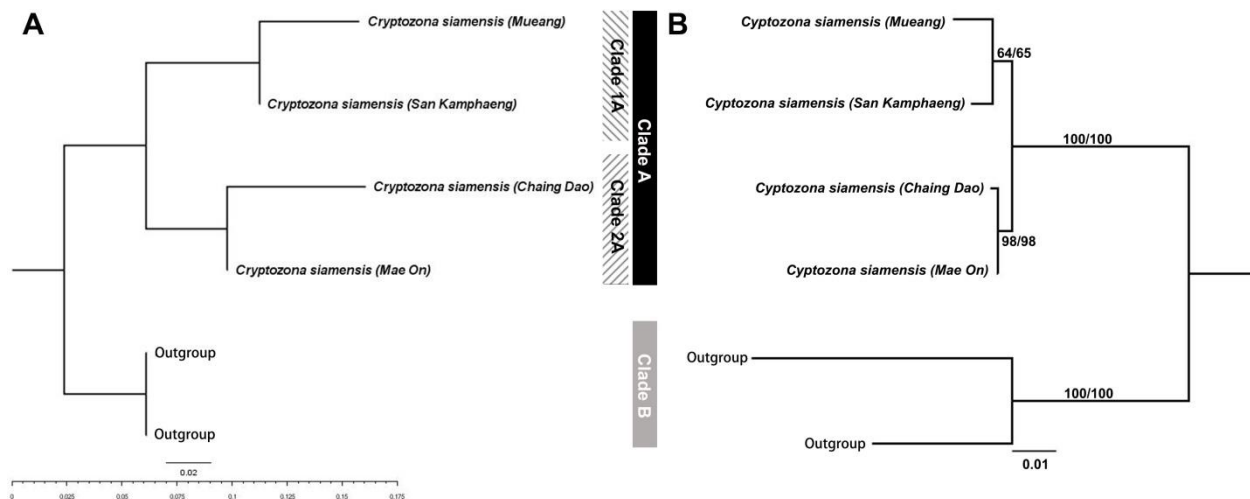 A
Cryptozona siamensis (Mueang)
Cryptozona siamensis (San Kamphaeng)
Cryptozona siamensis (Chaing Dao)
Cryptozona siamensis (Mae On)
Outgroup
Outgroup
0.02
0 0.025 0.05 0.075 0.1 0.125 0.15 0.175
Clade 1A
Clade 2A
Clade A
Clade B
B
Cyptozona siamensis (Mueang)
64/65
Cyptozona siamensis (San Kamphaeng)
100/100
Cyptozona siamensis (Chaing Dao)
98/98
Cyptozona siamensis (Mae On)
Outgroup
100/100
Outgroup
0.01